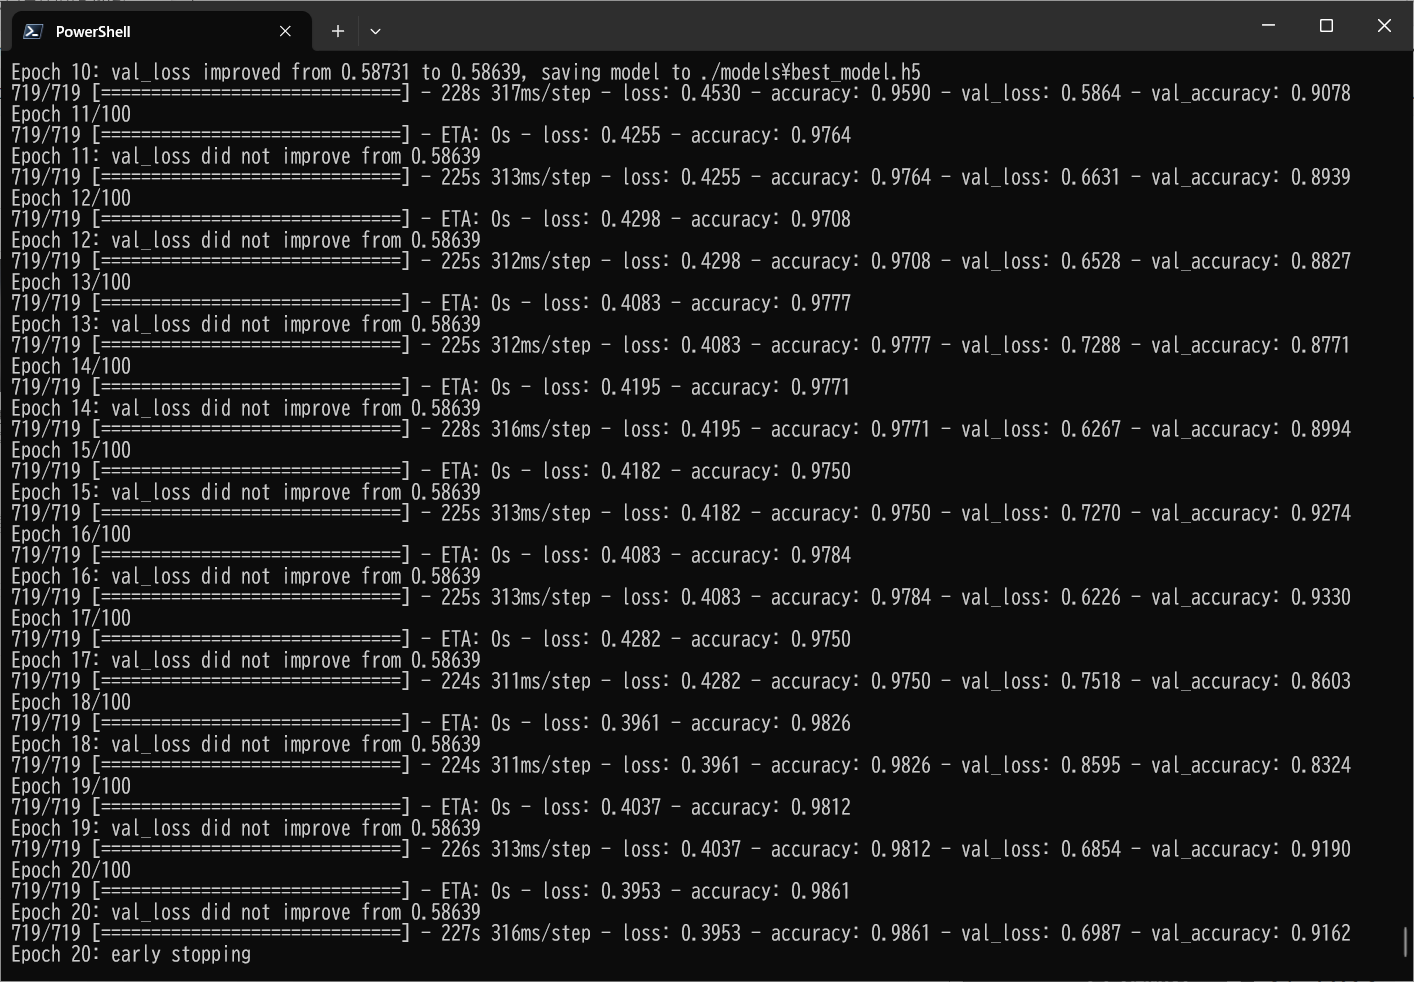 PowerShell
Epoch 10: val_loss improved from 0.58731 to 0.58639, saving model to ./models¥best_model.h5
719/719 [==============================] - 228s 317ms/step - loss: 0.4530 - accuracy: 0.9590 - val_loss: 0.5864 - val_accuracy: 0.9078
Epoch 11/100
719/719 [==============================] - ETA: 0s - loss: 0.4255 - accuracy: 0.9764
Epoch 11: val_loss did not improve from 0.58639
719/719 [==============================] - 225s 313ms/step - loss: 0.4255 - accuracy: 0.9764 - val_loss: 0.6631 - val_accuracy: 0.8939
Epoch 12/100
719/719 [==============================] - ETA: 0s - loss: 0.4298 - accuracy: 0.9708
Epoch 12: val_loss did not improve from 0.58639
719/719 [==============================] - 225s 312ms/step - loss: 0.4298 - accuracy: 0.9708 - val_loss: 0.6528 - val_accuracy: 0.8827
Epoch 13/100
719/719 [==============================] - ETA: 0s - loss: 0.4083 - accuracy: 0.9777
Epoch 13: val_loss did not improve from 0.58639
719/719 [==============================] - 225s 312ms/step - loss: 0.4083 - accuracy: 0.9777 - val_loss: 0.7288 - val_accuracy: 0.8771
Epoch 14/100
719/719 [==============================] - ETA: 0s - loss: 0.4195 - accuracy: 0.9771
Epoch 14: val_loss did not improve from 0.58639
719/719 [==============================] - 228s 316ms/step - loss: 0.4195 - accuracy: 0.9771 - val_loss: 0.6267 - val_accuracy: 0.8994
Epoch 15/100
719/719 [==============================] - ETA: 0s - loss: 0.4182 - accuracy: 0.9750
Epoch 15: val_loss did not improve from 0.58639
719/719 [==============================] - 225s 313ms/step - loss: 0.4182 - accuracy: 0.9750 - val_loss: 0.7270 - val_accuracy: 0.9274
Epoch 16/100
719/719 [==============================] - ETA: 0s - loss: 0.4083 - accuracy: 0.9784
Epoch 16: val_loss did not improve from 0.58639
719/719 [==============================] - 225s 313ms/step - loss: 0.4083 - accuracy: 0.9784 - val_loss: 0.6226 - val_accuracy: 0.9330
Epoch 17/100
719/719 [==============================] - ETA: 0s - loss: 0.4282 - accuracy: 0.9750
Epoch 17: val_loss did not improve from 0.58639
719/719 [==============================] - 224s 311ms/step - loss: 0.4282 - accuracy: 0.9750 - val_loss: 0.7518 - val_accuracy: 0.8603
Epoch 18/100
719/719 [==============================] - ETA: 0s - loss: 0.3961 - accuracy: 0.9826
Epoch 18: val_loss did not improve from 0.58639
719/719 [==============================] - 224s 311ms/step - loss: 0.3961 - accuracy: 0.9826 - val_loss: 0.8595 - val_accuracy: 0.8324
Epoch 19/100
719/719 [==============================] - ETA: 0s - loss: 0.4037 - accuracy: 0.9812
Epoch 19: val_loss did not improve from 0.58639
719/719 [==============================] - 226s 313ms/step - loss: 0.4037 - accuracy: 0.9812 - val_loss: 0.6854 - val_accuracy: 0.9190
Epoch 20/100
719/719 [==============================] - ETA: 0s - loss: 0.3953 - accuracy: 0.9861
Epoch 20: val_loss did not improve from 0.58639
719/719 [==============================] - 227s 316ms/step - loss: 0.3953 - accuracy: 0.9861 - val_loss: 0.6987 - val_accuracy: 0.9162
Epoch 20: early stopping